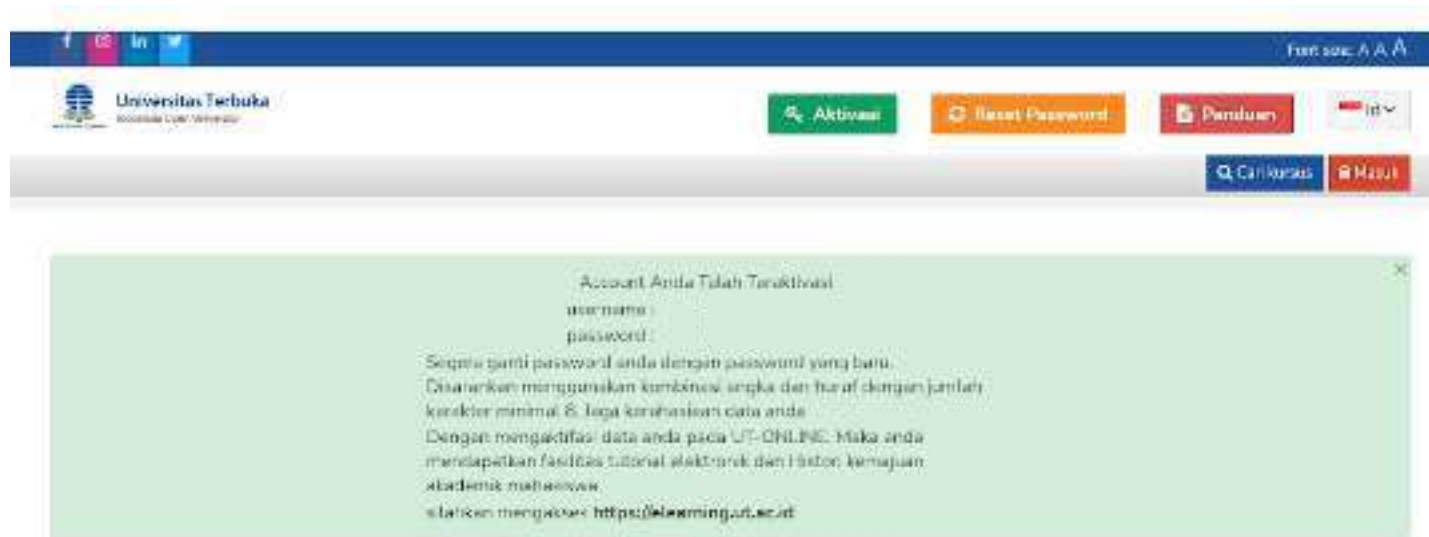 f in
Font size: A A A
Universitas Terbuka
Aktivasi
Reset Password
Panduan
Id
Cari kursus
Masuk
Account Anda Telah Teraktivasi
×
username :
password :
Segera ganti password anda dengan password yang baru.
Disarankan menggunakan kombinasi angka dan huruf dengan jumlah
karakter minimal 8. Jaga kerahasiaan data anda
Dengan mengaktifasi data anda pada UT-ONLINE. Maka anda
mendapatkan fasilitas tutorial elektronik dan Histori kemajuan
akademik mahasiswa
silahkan mengakses https://elearning.ut.ac.id